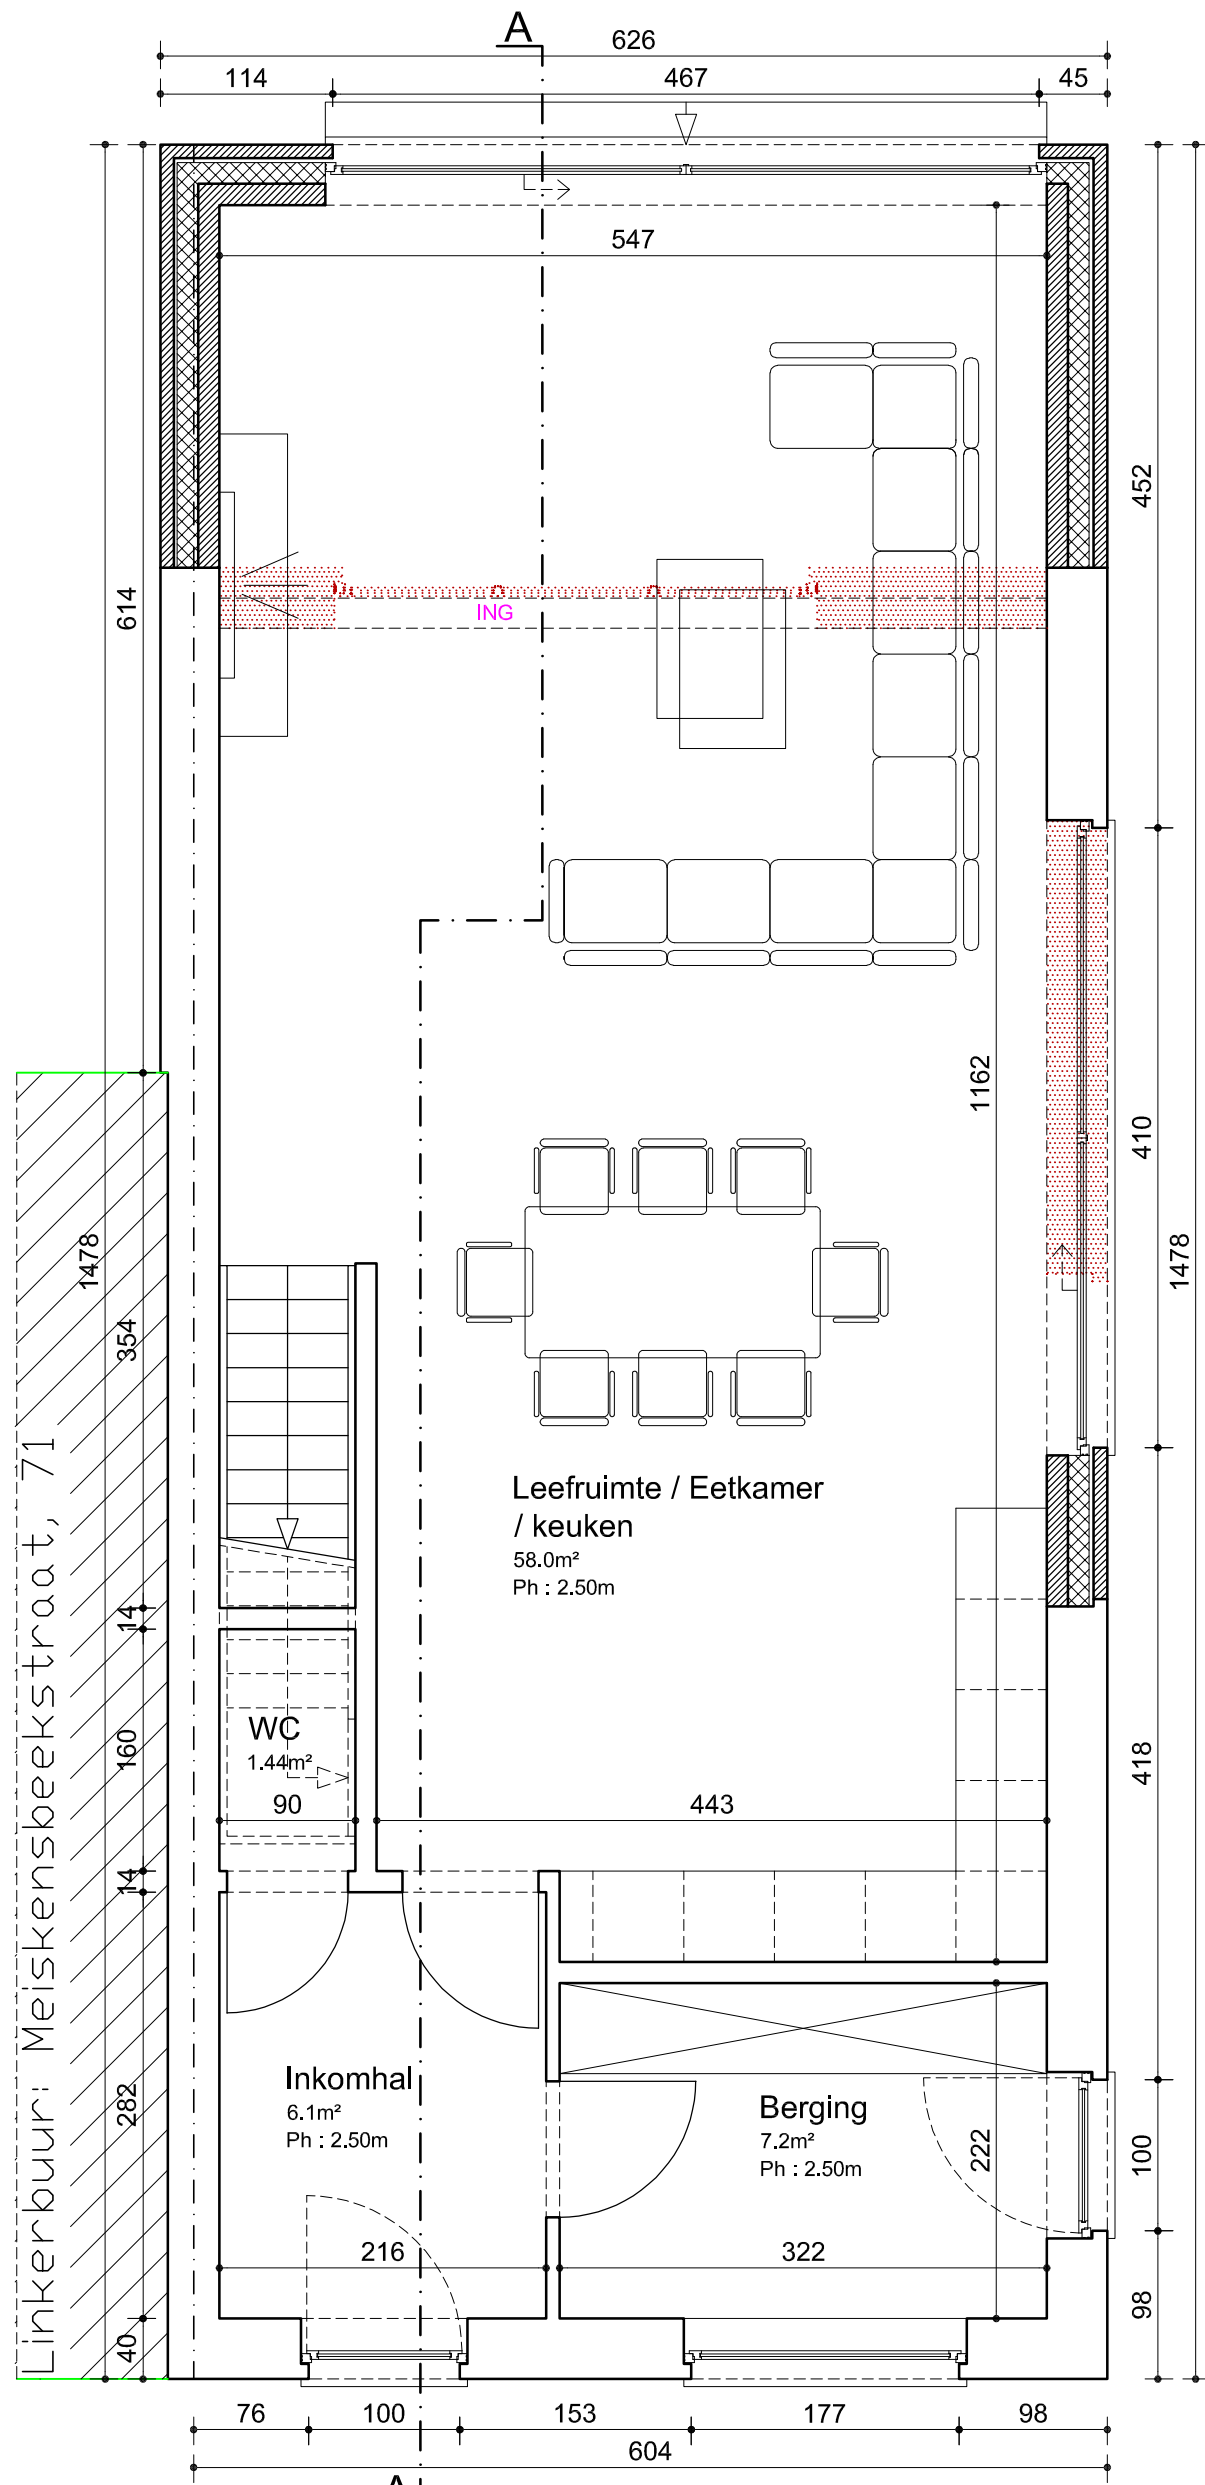 A
626
114
467
45
547
452
614
ING
1162
410
1478
1478
354
Leefruimte / Eetkamer
/ keuken
58.0m²
Ph : 2.50m
14
WC
1.44m²
160
90
443
418
14
Linkerbuur: Meiskensbeekstraat, 71
Inkomhal
6.1m²
Ph : 2.50m
282
Berging
7.2m²
Ph : 2.50m
222
100
216
322
98
40
76
100
153
177
98
604
A